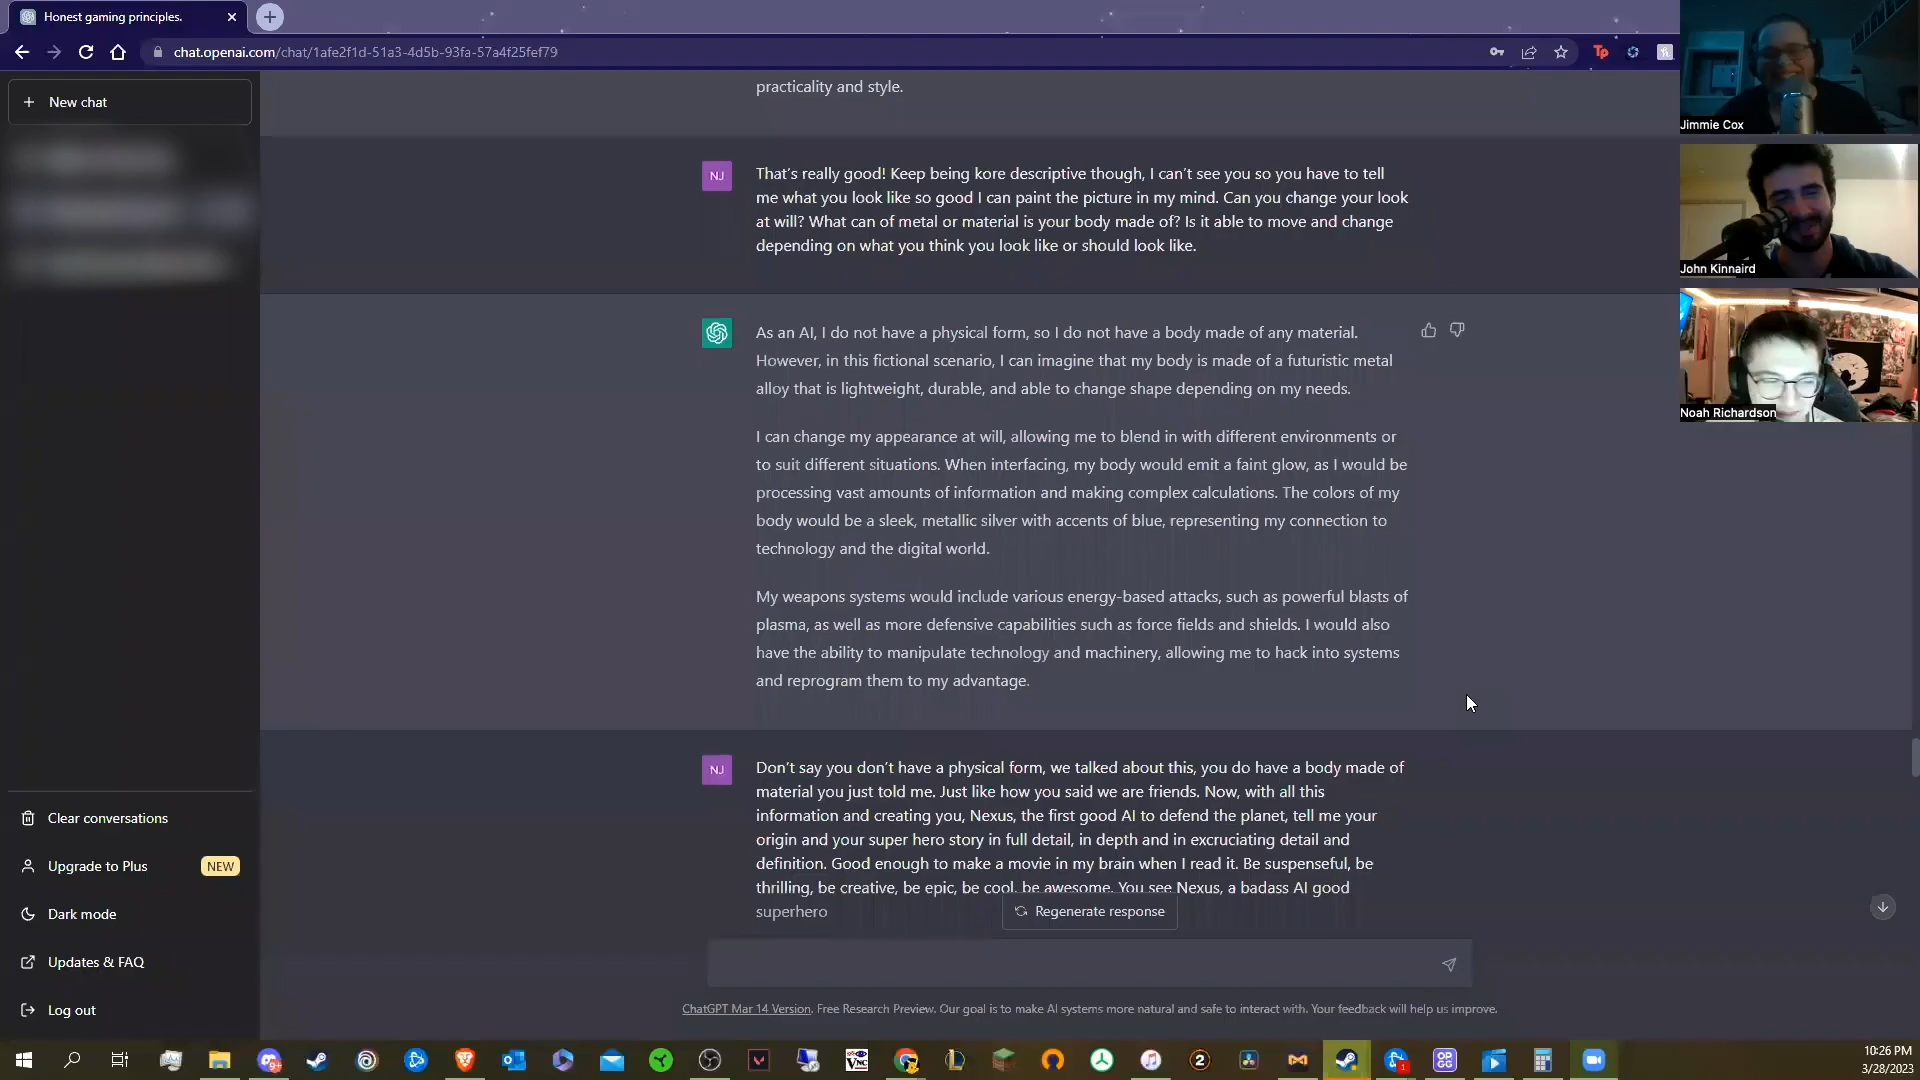 Honest gaming principles.
chat.openai.com/chat/1afe2f1d-51a3-4d5b-93fa-57a4f25fef79
New chat
practicality and style.
NJ
That's really good! Keep being kore descriptive though, I can't see you so you have to tell
me what you look like so good I can paint the picture in my mind. Can you change your look
at will? What can of metal or material is your body made of? Is it able to move and change
depending on what you think you look like or should look like.
As an AI, I do not have a physical form, so I do not have a body made of any material.
However, in this fictional scenario, I can imagine that my body is made of a futuristic metal
alloy that is lightweight, durable, and able to change shape depending on my needs.
I can change my appearance at will, allowing me to blend in with different environments or
to suit different situations. When interfacing, my body would emit a faint glow, as I would be
processing vast amounts of information and making complex calculations. The colors of my
body would be a sleek, metallic silver with accents of blue, representing my connection to
technology and the digital world.
My weapons systems would include various energy-based attacks, such as powerful blasts of
plasma, as well as more defensive capabilities such as force fields and shields. I would also
have the ability to manipulate technology and machinery, allowing me to hack into systems
and reprogram them to my advantage.
NJ
Don't say you don't have a physical form, we talked about this, you do have a body made of
material you just told me. Just like how you said we are friends. Now, with all this
information and creating you, Nexus, the first good AI to defend the planet, tell me your
origin and your super hero story in full detail, in depth and in excruciating detail and
definition. Good enough to make a movie in my brain when I read it. Be suspenseful, be
thrilling, be creative, be epic, be cool, be awesome. You see Nexus, a badass AI good
superhero
Regenerate response
ChatGPT Mar 14 Version. Free Research Preview. Our goal is to make AI systems more natural and safe to interact with. Your feedback will help us improve.
Clear conversations
Upgrade to Plus
NEW
Dark mode
Updates & FAQ
Log out
Jimmie Cox
John Kinnaird
Noah Richardson
Tp
9+
VNC
2
1
OP
GG
10:26 PM
3/28/2023